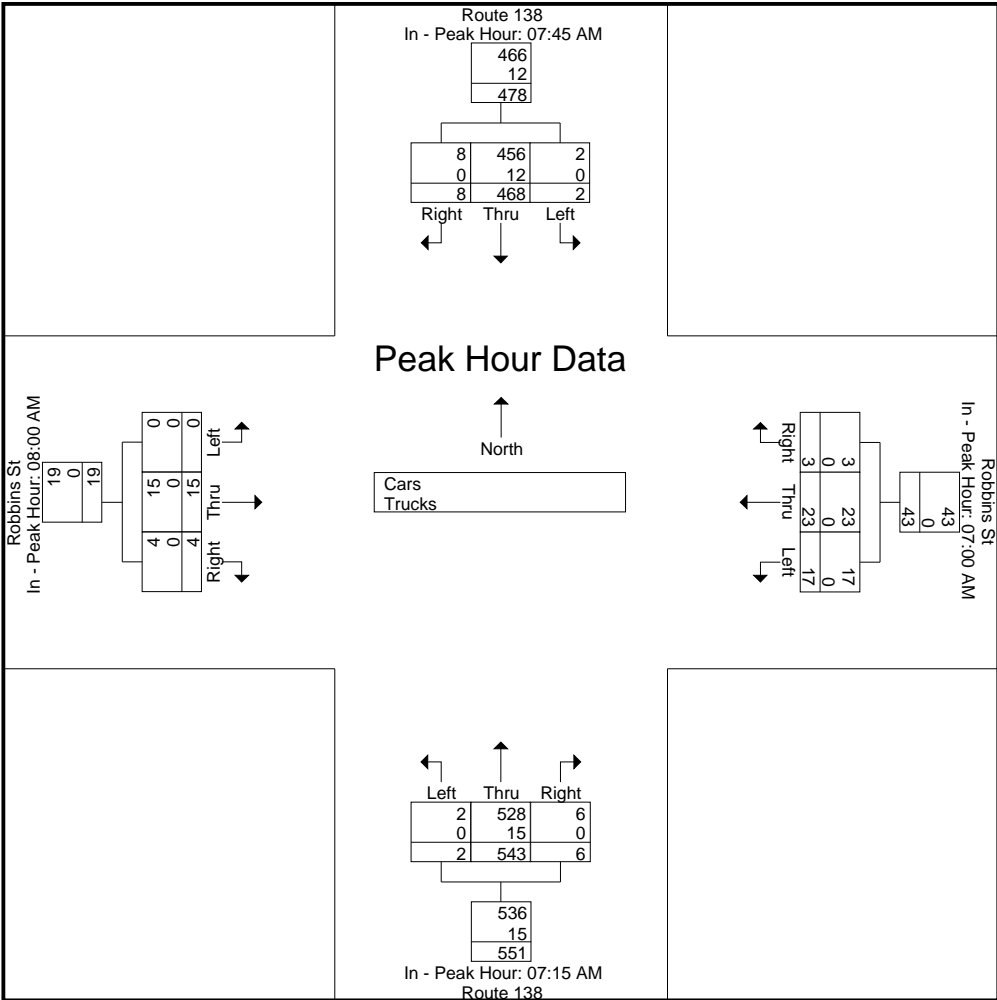 Route 138
In - Peak Hour: 07:45 AM
466
12
478
8 456 2
0 12 0
8 468 2
Right Thru Left
Peak Hour Data
North
Cars
Trucks
Robbins St
In - Peak Hour: 08:00 AM
19
0
19
0 0 0
15 0 15
4 0 4
Left
Thru
Right
Right
Thru
Left
3 0 3
23 0 23
17 0 17
43
0
43
In - Peak Hour: 07:00 AM
Robbins St
Left Thru Right
2 528 6
0 15 0
2 543 6
536
15
551
In - Peak Hour: 07:15 AM
Route 138